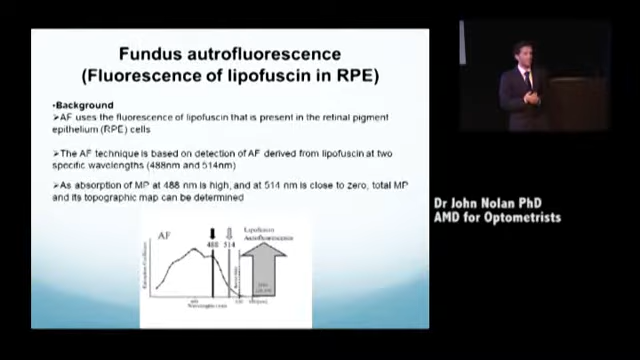 Fundus autrofluorescence
(Fluorescence of lipofuscin in RPE)
•Background
➢AF uses the fluorescence of lipofuscin that is present in the retinal pigment
epithelium (RPE) cells
➢The AF technique is based on detection of AF derived from lipofuscin at two
specific wavelengths (488nm and 514nm)
➢As absorption of MP at 488 nm is high, and at 514 nm is close to zero, total MP
and its topographic map can be determined
AF
488 514
Lipofuscin
Autofluorescence
Dr John Nolan PhD
AMD for Optometrists